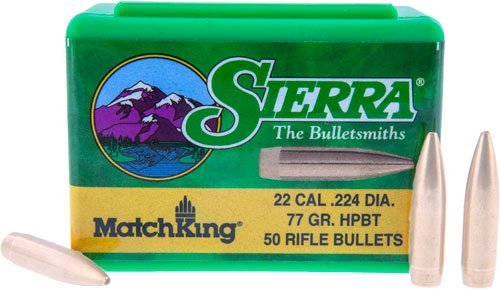 SIERRA®
The Bulletsmiths
MatchKing®
22 CAL .224 DIA.
77 GR. HPBT
50 RIFLE BULLETS